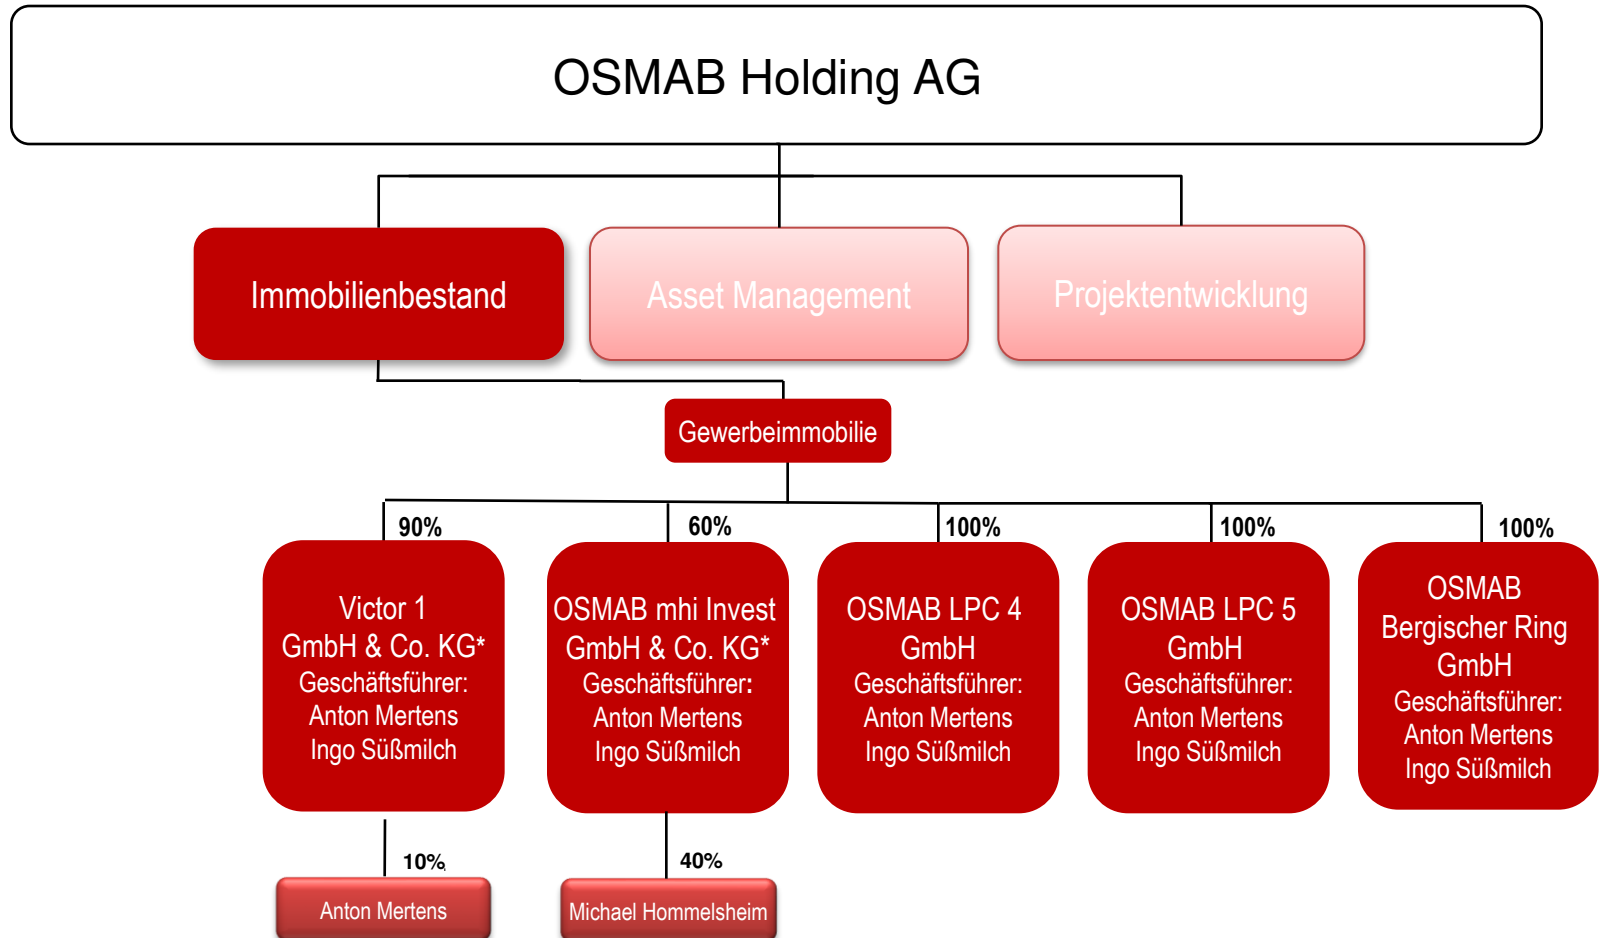 OSMAB Holding AG
Immobilienbestand
Asset Management
Projektentwicklung
Gewerbeimmobilie
90%
60%
100%
100%
100%
Victor 1
GmbH & Co. KG*
Geschäftsführer:
Anton Mertens
Ingo Süßmilch
OSMAB mhi Invest
GmbH & Co. KG*
Geschäftsführer:
Anton Mertens
Ingo Süßmilch
OSMAB LPC 4
GmbH
Geschäftsführer:
Anton Mertens
Ingo Süßmilch
OSMAB LPC 5
GmbH
Geschäftsführer:
Anton Mertens
Ingo Süßmilch
OSMAB
Bergischer Ring
GmbH
Geschäftsführer:
Anton Mertens
Ingo Süßmilch
10%
40%
Anton Mertens
Michael Hommelsheim